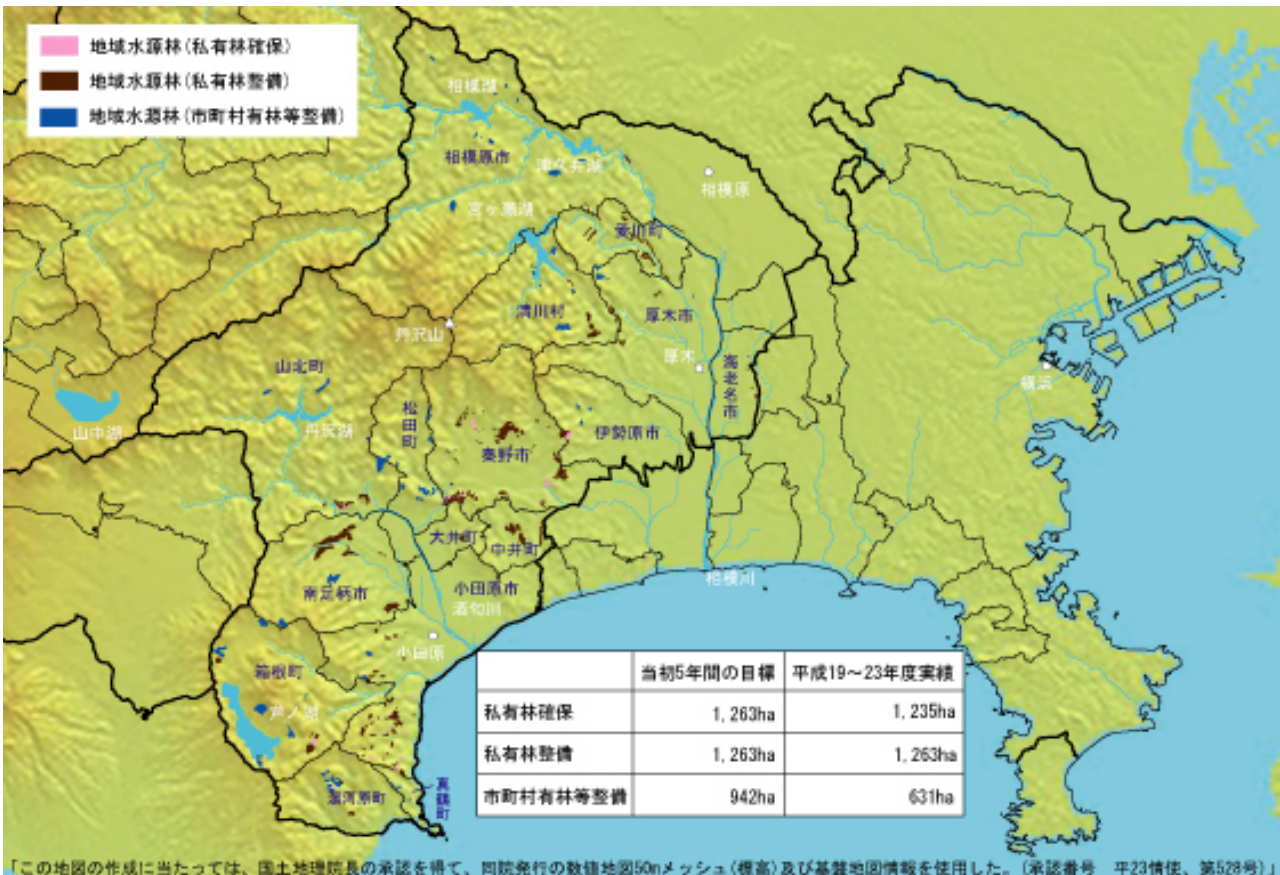 地域水源林(私有林確保)
地域水源林(私有林整備)
地域水源林(市町村有林等整備)
相模湖
相模原市
津久井湖
相模原
宮ヶ瀬湖
愛川町
清川村
厚木市
丹沢山
厚木
海老名市
横浜
山北町
松田町
山中湖
丹沢湖
伊勢原市
秦野市
大井町
中井町
南足柄市
小田原市
酒匂川
相模川
小田原
箱根町
芦ノ湖
湯河原町
真鶴町
当初5年間の目標 平成19～23年度実績
私有林確保 1,263ha 1,235ha
私有林整備 1,263ha 1,263ha
市町村有林等整備 942ha 631ha
「この地図の作成に当たっては、国土地理院長の承認を得て、同院発行の数値地図50mメッシュ(標高)及び基盤地図情報を使用した。(承認番号　平23情使、第528号)」